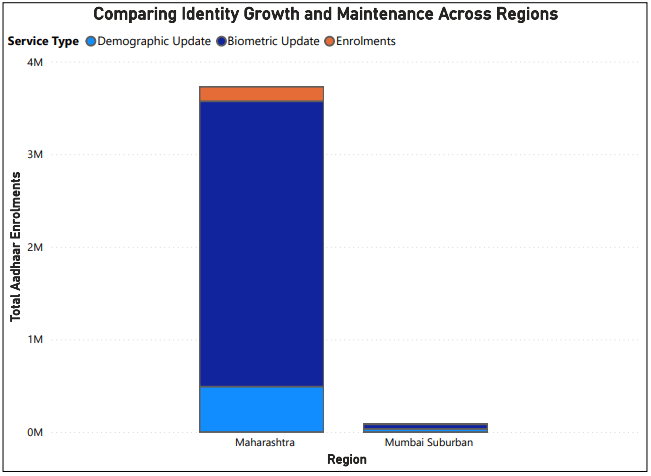 Comparing Identity Growth and Maintenance Across Regions
Service Type Demographic Update Biometric Update Enrolments
Total Aadhaar Enrolments
4M
3M
2M
1M
0M
Maharashtra Mumbai Suburban
Region